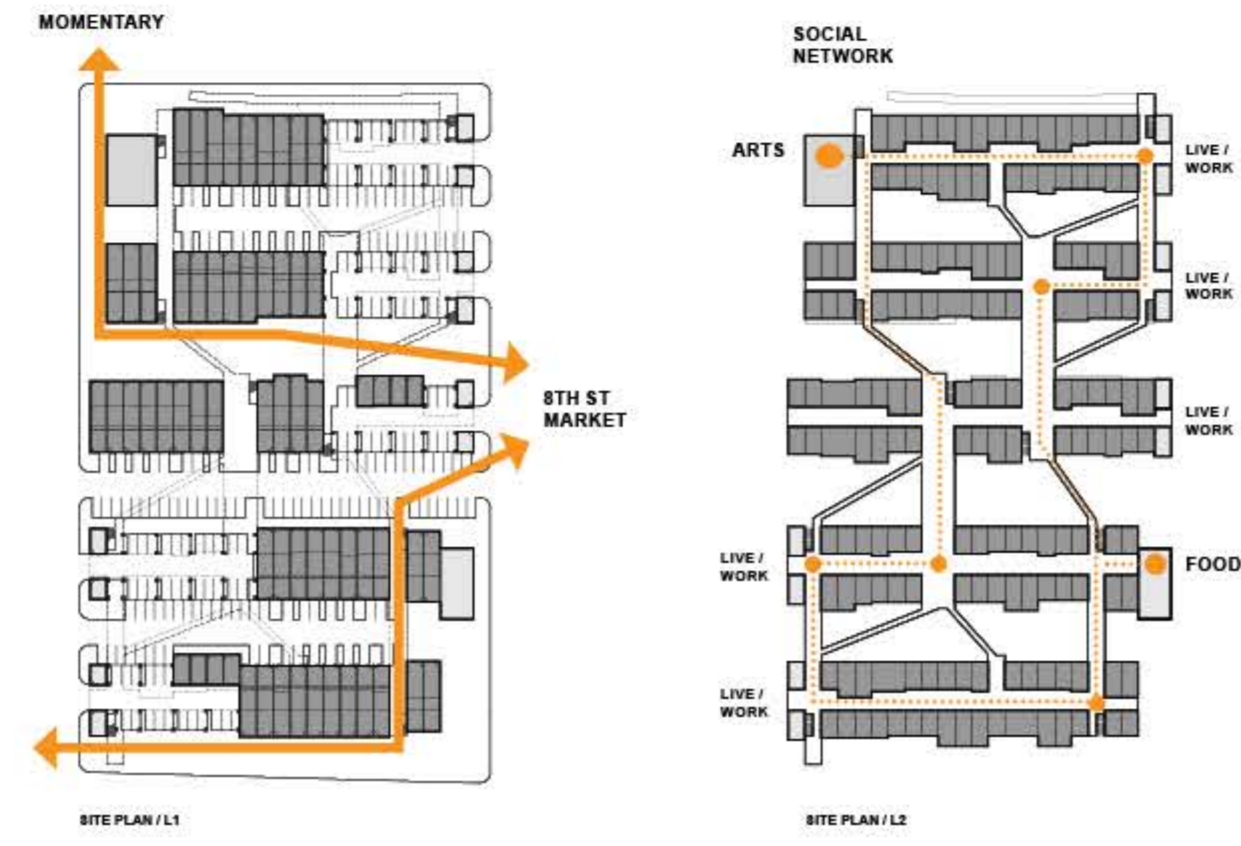 MOMENTARY
8TH ST
MARKET
SITE PLAN / L1
SOCIAL
NETWORK
ARTS
LIVE /
WORK
LIVE /
WORK
LIVE /
WORK
LIVE /
WORK
FOOD
LIVE /
WORK
SITE PLAN / L2